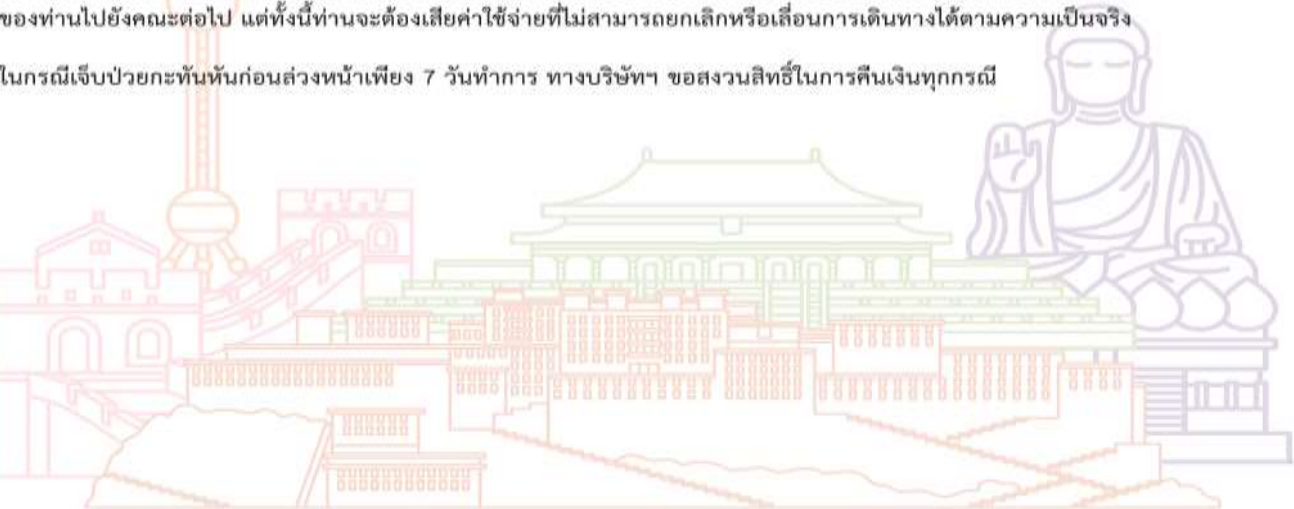 ของท่านไปยังคณะต่อไป แต่ทั้งนี้ท่านจะต้องเสียค่าใช้จ่ายที่ไม่สามารถยกเลิกหรือเลื่อนการเดินทางได้ตามความเป็นจริง
ในกรณีเจ็บป่วยกะทันหันก่อนล่วงหน้าเพียง 7 วันทำการ ทางบริษัทฯ ขอสงวนสิทธิ์ในการคืนเงินทุกกรณี